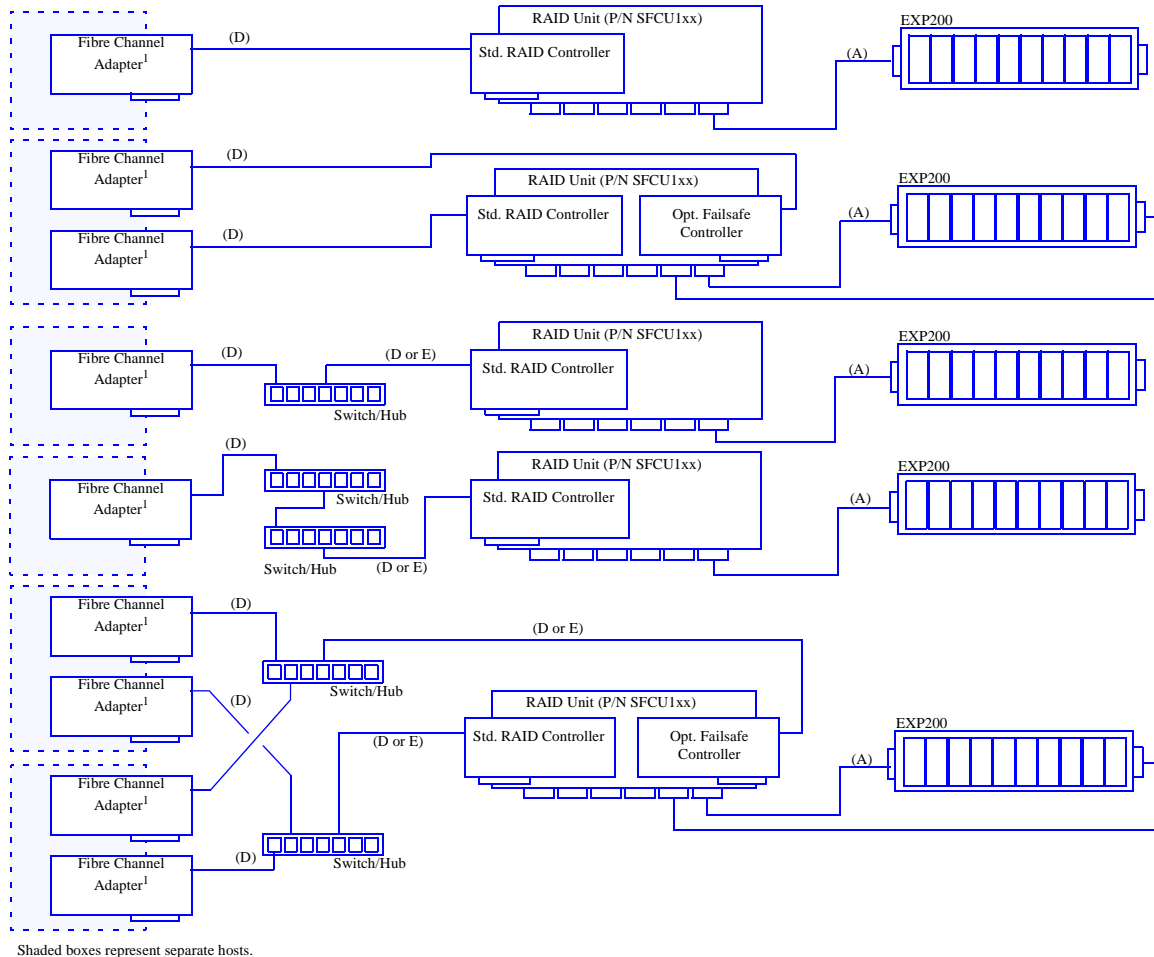 RAID Unit (P/N SFCU1xx)
EXP200
Fibre Channel
Adapter1
(D)
Std. RAID Controller
(A)
Fibre Channel
Adapter1
(D)
RAID Unit (P/N SFCU1xx)
EXP200
Std. RAID Controller
Opt. Failsafe
Controller
(A)
Fibre Channel
Adapter1
(D)
RAID Unit (P/N SFCU1xx)
EXP200
Fibre Channel
Adapter1
(D)
(D or E)
Std. RAID Controller
(A)
Switch/Hub
(D)
RAID Unit (P/N SFCU1xx)
EXP200
Fibre Channel
Adapter1
Switch/Hub
Std. RAID Controller
(A)
Switch/Hub
(D or E)
Fibre Channel
Adapter1
(D)
(D or E)
Switch/Hub
Fibre Channel
Adapter1
(D)
RAID Unit (P/N SFCU1xx)
EXP200
(D or E)
Std. RAID Controller
Opt. Failsafe
Controller
(A)
Fibre Channel
Adapter1
Fibre Channel
Adapter1
(D)
Switch/Hub
Shaded boxes represent separate hosts.